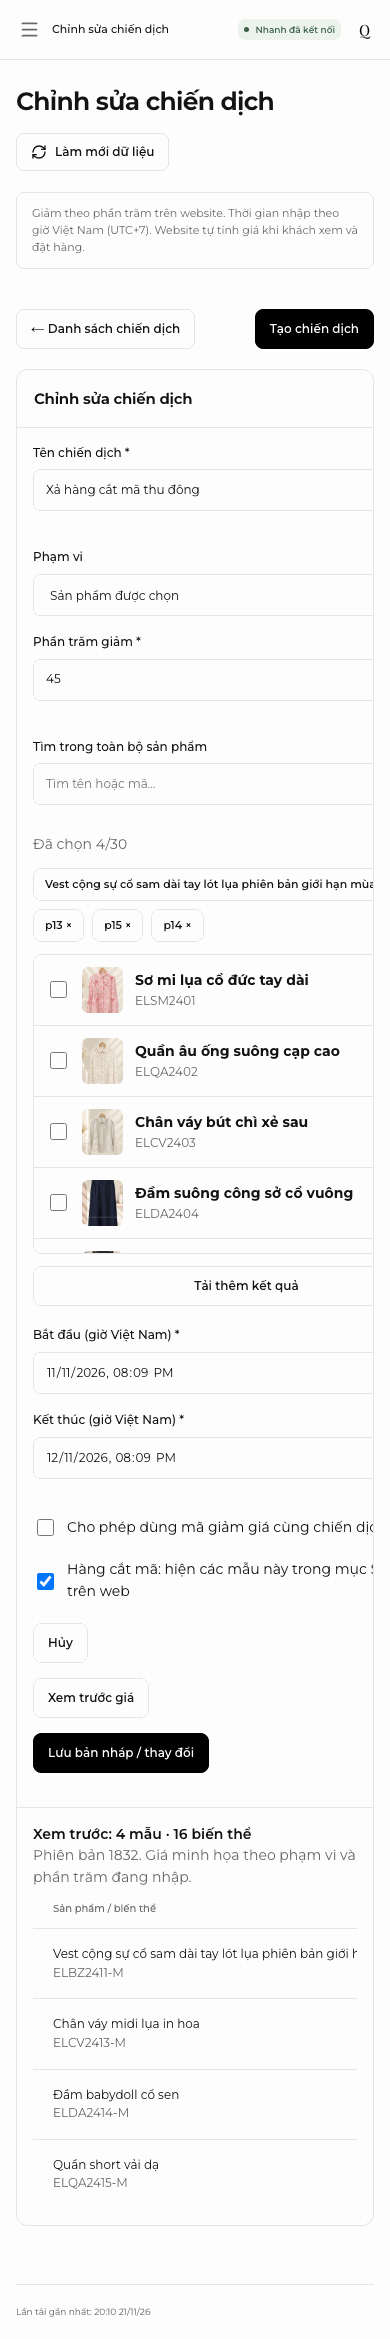 Chỉnh sửa chiến dịch
Nhanh đã kết nối
Q
Chỉnh sửa chiến dịch
Làm mới dữ liệu
Giảm theo phần trăm trên website. Thời gian nhập theo
giờ Việt Nam (UTC+7). Website tự tính giá khi khách xem và
đặt hàng.
← Danh sách chiến dịch
Tạo chiến dịch
Chỉnh sửa chiến dịch
Tên chiến dịch *
Xả hàng cắt mã thu đông
Phạm vi
Sản phẩm được chọn
Phần trăm giảm *
45
Tìm trong toàn bộ sản phẩm
Tìm tên hoặc mã...
Đã chọn 4/30
Vest cộng sự cổ sam dài tay lót lụa phiên bản giới hạn mùa
p13 × p15 × p14 ×
Sơ mi lụa cổ đức tay dài
ELSM2401
Quần âu ống suông cạp cao
ELQA2402
Chân váy bút chì xẻ sau
ELCV2403
Đầm suông công sở cổ vuông
ELDA2404
Tải thêm kết quả
Bắt đầu (giờ Việt Nam) *
11/11/2026, 08:09 PM
Kết thúc (giờ Việt Nam) *
12/11/2026, 08:09 PM
Cho phép dùng mã giảm giá cùng chiến
Hàng cắt mã: hiện các mẫu này trong mục
trên web
Hủy
Xem trước giá
Lưu bản nháp / thay đổi
Xem trước: 4 mẫu · 16 biến thể
Phiên bản 1832. Giá minh họa theo phạm vi và
phần trăm đang nhập.
Sản phẩm / biến thể
Vest cộng sự cổ sam dài tay lót lụa phiên bản giới
ELBZ2411-M
Chân váy midi lụa in hoa
ELCV2413-M
Đầm babydoll cổ sen
ELDA2414-M
Quần short vải dạ
ELQA2415-M
Lần tải gần nhất: 20:10 21/11/26